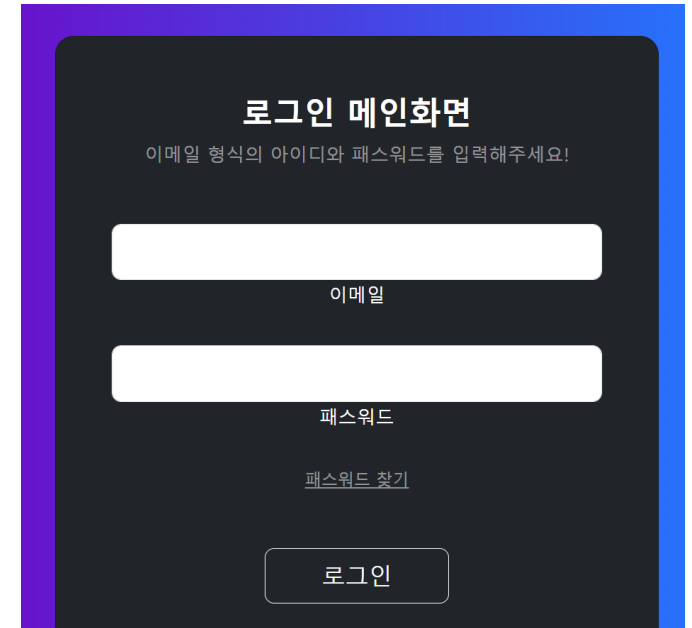 로그인 메인화면
이메일 형식의 아이디와 패스워드를 입력해주세요!
이메일
패스워드
패스워드 찾기
로그인